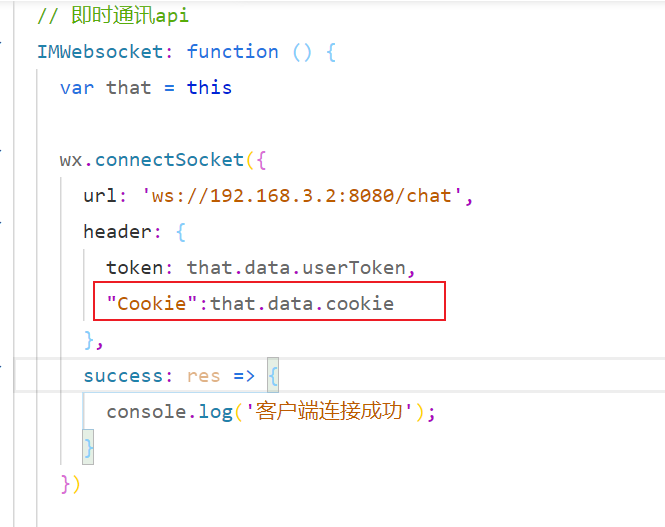 // 即时通讯api
IMWebsocket: function () {
var that = this
wx.connectSocket({
url: 'ws://192.168.3.2:8080/chat',
header: {
token: that.data.userToken,
"Cookie":that.data.cookie
},
success: res => {
console.log('客户端连接成功');
}
})